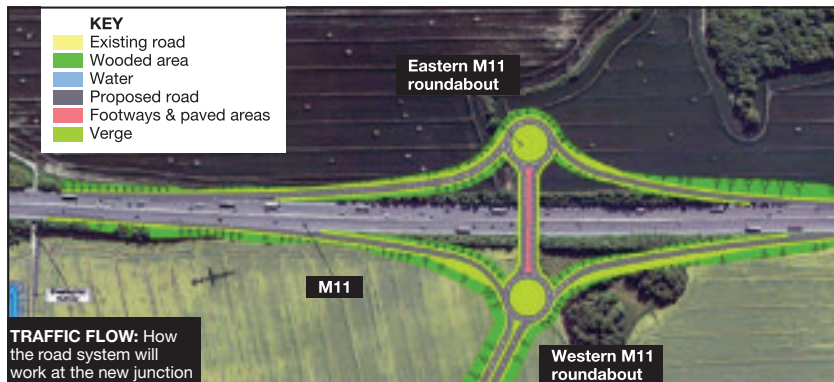 KEY
Existing road
Wooded area
Water
Proposed road
Footways & paved areas
Verge
Eastern M11
roundabout
M11
TRAFFIC FLOW: How
the road system will
work at the new junction
Western M11
roundabout